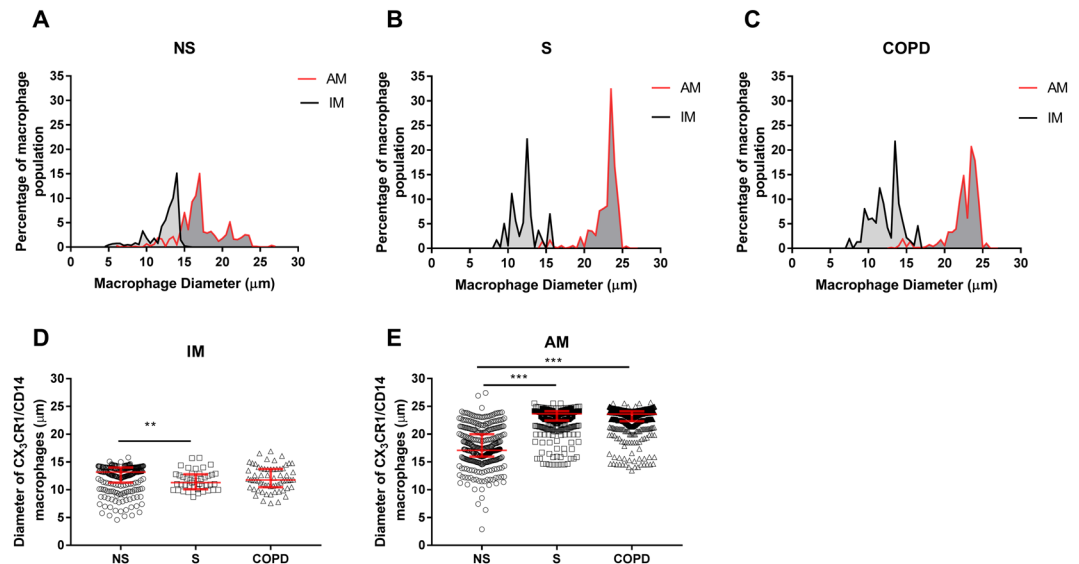 A
NS
Percentage of macrophage
population
35
30
25
20
15
10
5
0
0 5 10 15 20 25 30
Macrophage Diameter (μm)
AM
IM
B
S
Percentage of macrophage
population
35
30
25
20
15
10
5
0
0 5 10 15 20 25 30
Macrophage Diameter (μm)
AM
IM
C
COPD
Percentage of macrophage
population
35
30
25
20
15
10
5
0
0 5 10 15 20 25 30
Macrophage Diameter (μm)
AM
IM
D
IM
Diameter of CX₃CR1/CD14
macrophages (μm)
30
25
20
15
10
5
0
**
NS S COPD
E
AM
Diameter of CX₃CR1/CD14
macrophages (μm)
30
25
20
15
10
5
0
***
***
NS S COPD